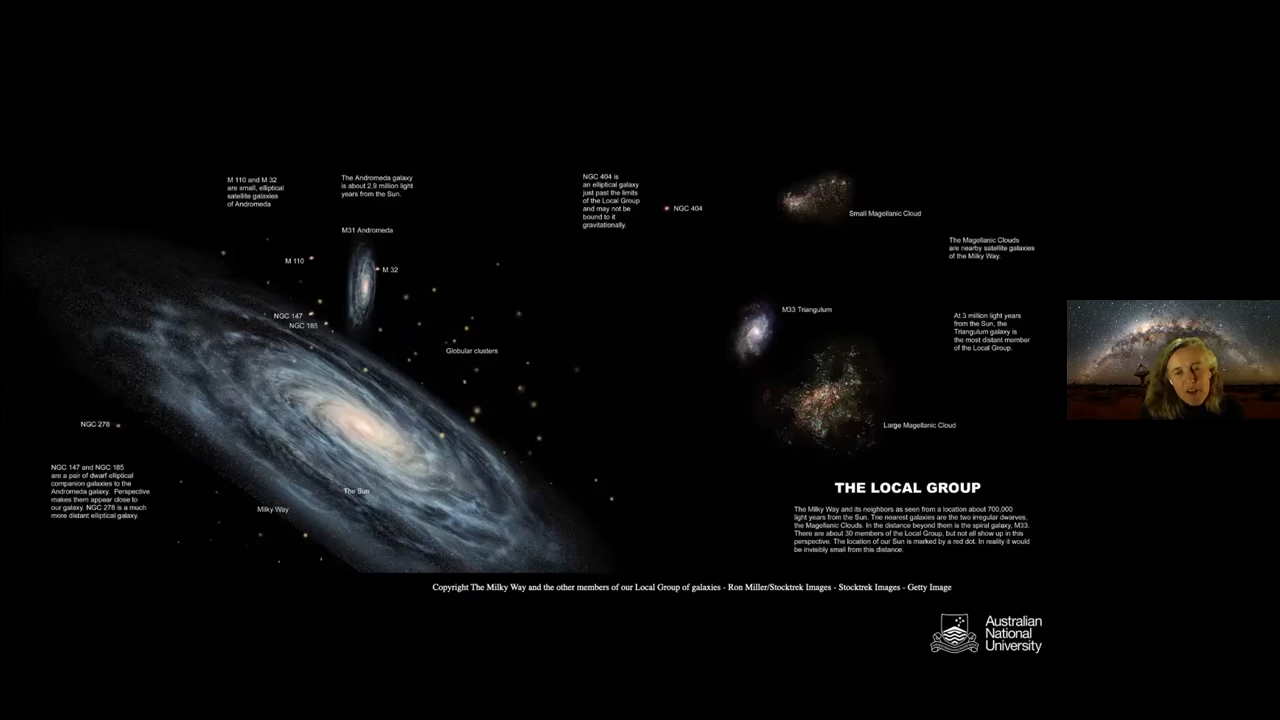 M 110 and M 32
are small, elliptical
satellite galaxies
of Andromeda
The Andromeda galaxy
is about 2.9 million light
years from the Sun.
M31 Andromeda
M 110
M 32
NGC 147
NGC 185
Globular clusters
NGC 278
NGC 147 and NGC 185
are a pair of dwarf elliptical
companion galaxies to the
Andromeda galaxy. Perspective
makes them appear close to
our galaxy. NGC 278 is a much
more distant elliptical galaxy.
The Sun
Milky Way
NGC 404 is
an elliptical galaxy
just past the limits
of the Local Group
and may not be
bound to it
gravitationally.
NGC 404
Small Magellanic Cloud
The Magellanic Clouds
are nearby satellite galaxies
of the Milky Way.
M33 Triangulum
At 3 million light years
from the Sun, the
Triangulum galaxy is
the most distant member
of the Local Group.
Large Magellanic Cloud
THE LOCAL GROUP
The Milky Way and its neighbors as seen from a location about 700,000
light years from the Sun. The nearest galaxies are the two irregular dwarves,
the Magellanic Clouds. In the distance beyond them is the spiral galaxy, M33.
There are about 30 members of the Local Group, but not all show up in this
perspective. The location of our Sun is marked by a red dot. In reality it would
be invisibly small from this distance.
Copyright The Milky Way and the other members of our Local Group of galaxies - Ron Miller/Stocktrek Images - Stocktrek Images - Getty Image
Australian
National
University